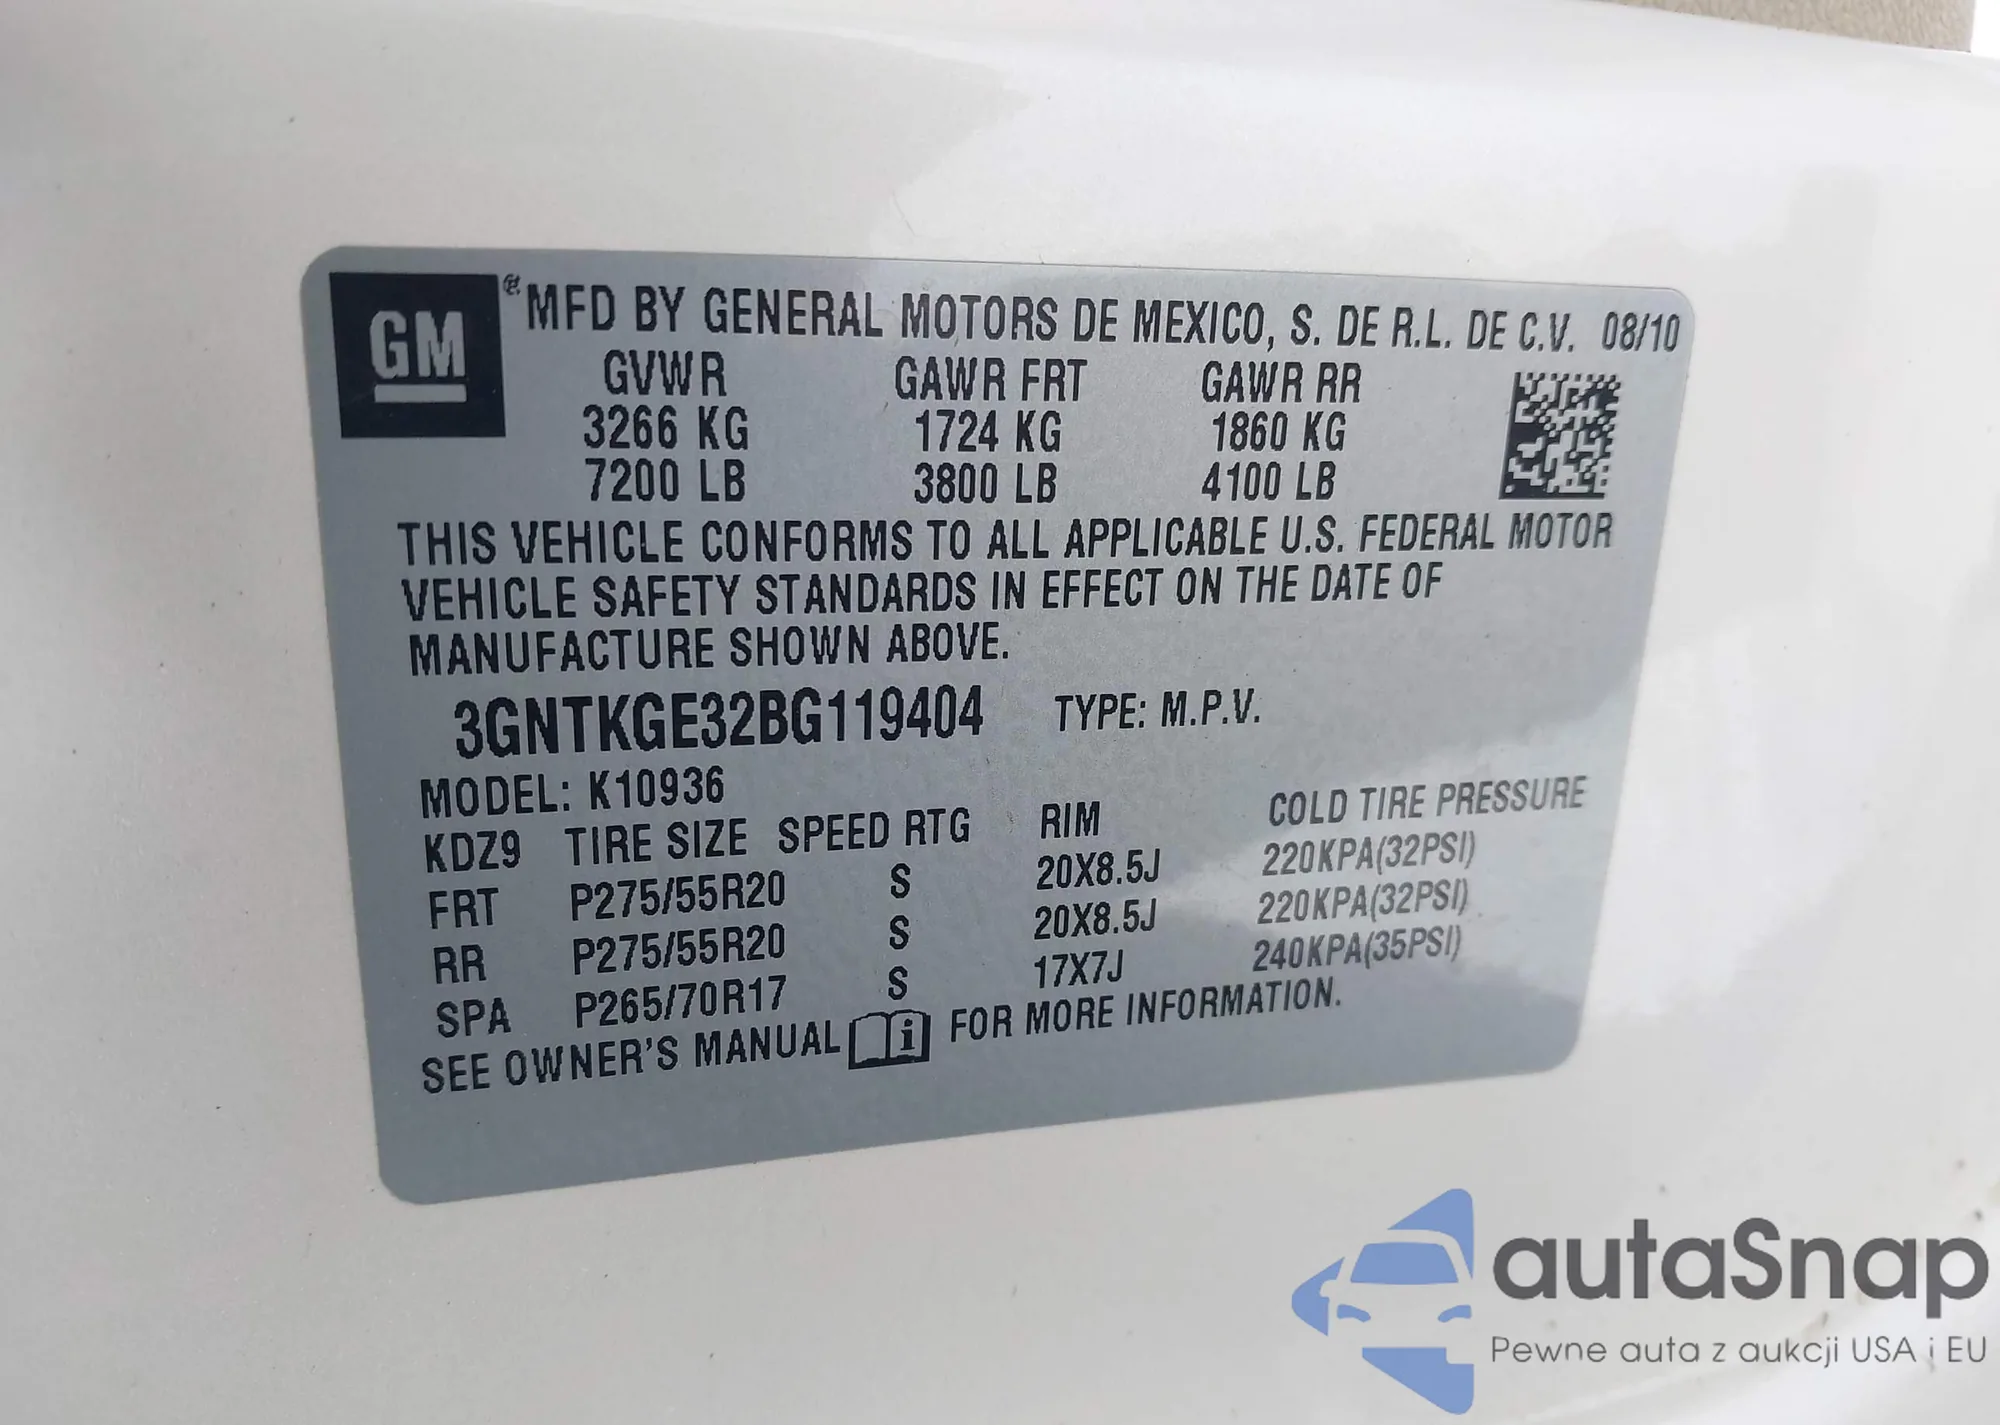 GM
® MFD BY GENERAL MOTORS DE MEXICO, S. DE R.L. DE C.V. 08/10
GVWR GAWR FRT GAWR RR
3266 KG 1724 KG 1860 KG
7200 LB 3800 LB 4100 LB
THIS VEHICLE CONFORMS TO ALL APPLICABLE U.S. FEDERAL MOTOR
VEHICLE SAFETY STANDARDS IN EFFECT ON THE DATE OF
MANUFACTURE SHOWN ABOVE.
3GNTKGE32BG119404 TYPE: M.P.V.
MODEL: K10936
KDZ9 TIRE SIZE SPEED RTG RIM COLD TIRE PRESSURE
FRT P275/55R20 S 20X8.5J 220KPA(32PSI)
RR P275/55R20 S 20X8.5J 220KPA(32PSI)
SPA P265/70R17 S 17X7J 240KPA(35PSI)
SEE OWNER'S MANUAL i FOR MORE INFORMATION.
autaSnap
Pewne auta z aukcji USA i EU